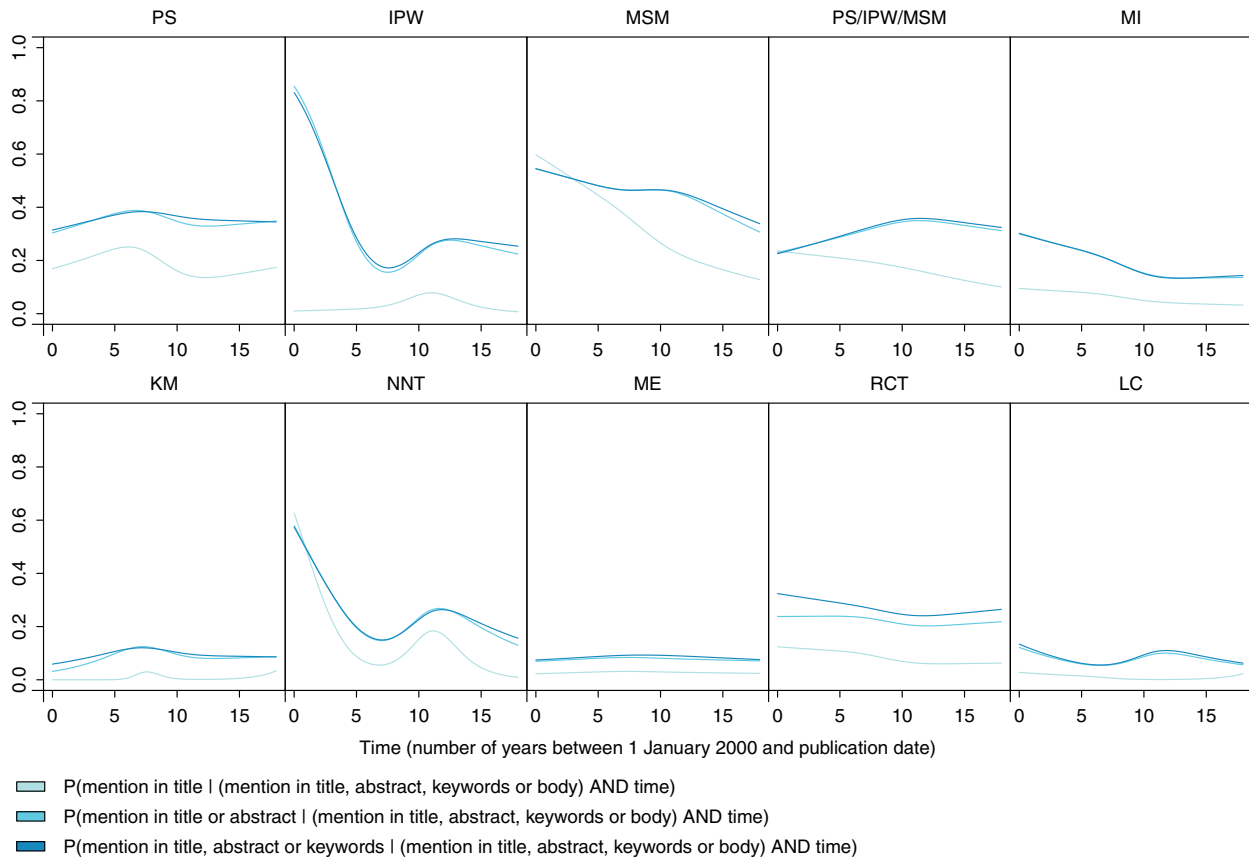 PS IPW MSM PS/IPW/MSM MI
1.0
0.8
0.6
0.4
0.2
0.0
0 5 10 15 0 5 10 15 0 5 10 15 0 5 10 15 0 5 10 15
KM NNT ME RCT LC
1.0
0.8
0.6
0.4
0.2
0.0
0 5 10 15 0 5 10 15 0 5 10 15 0 5 10 15 0 5 10 15
Time (number of years between 1 January 2000 and publication date)
P(mention in title | (mention in title, abstract, keywords or body) AND time)
P(mention in title or abstract | (mention in title, abstract, keywords or body) AND time)
P(mention in title, abstract or keywords | (mention in title, abstract, keywords or body) AND time)